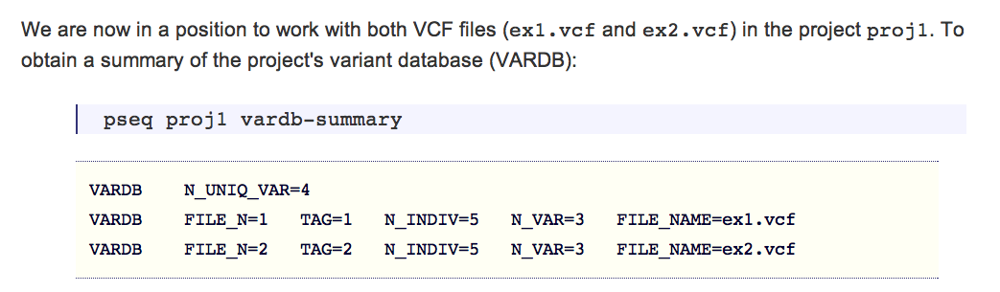 We are now in a position to work with both VCF files (ex1.vcf and ex2.vcf) in the project proj1. To
obtain a summary of the project's variant database (VARDB):
pseq proj1 vardb-summary
VARDB N_UNIQ_VAR=4
VARDB FILE_N=1 TAG=1 N_INDIV=5 N_VAR=3 FILE_NAME=ex1.vcf
VARDB FILE_N=2 TAG=2 N_INDIV=5 N_VAR=3 FILE_NAME=ex2.vcf